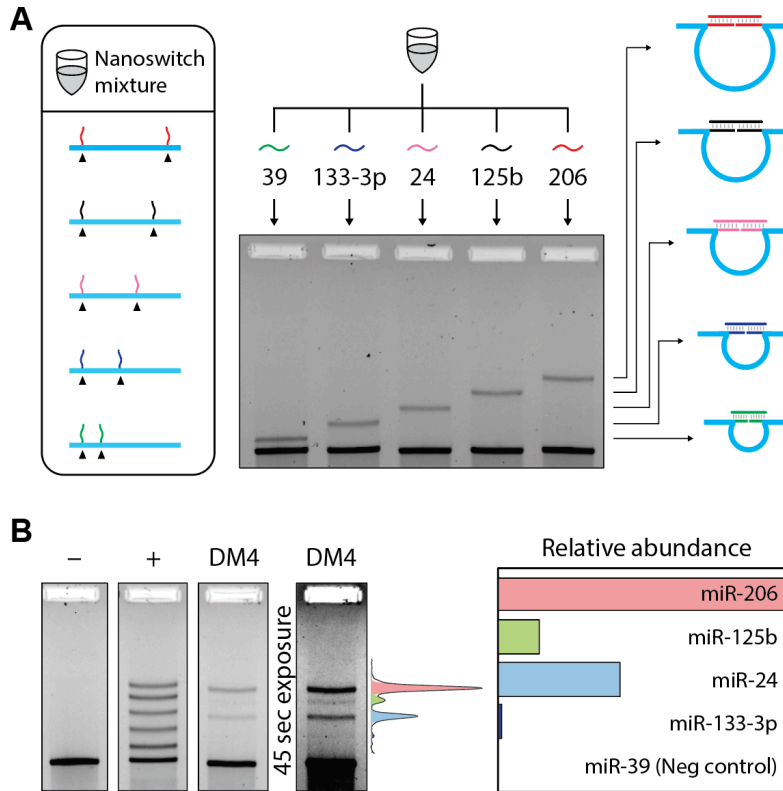 A
Nanoswitch
mixture
39 133-3p 24 125b 206
B
– + DM4 DM4
45 sec exposure
Relative abundance
miR-206
miR-125b
miR-24
miR-133-3p
miR-39 (Neg control)